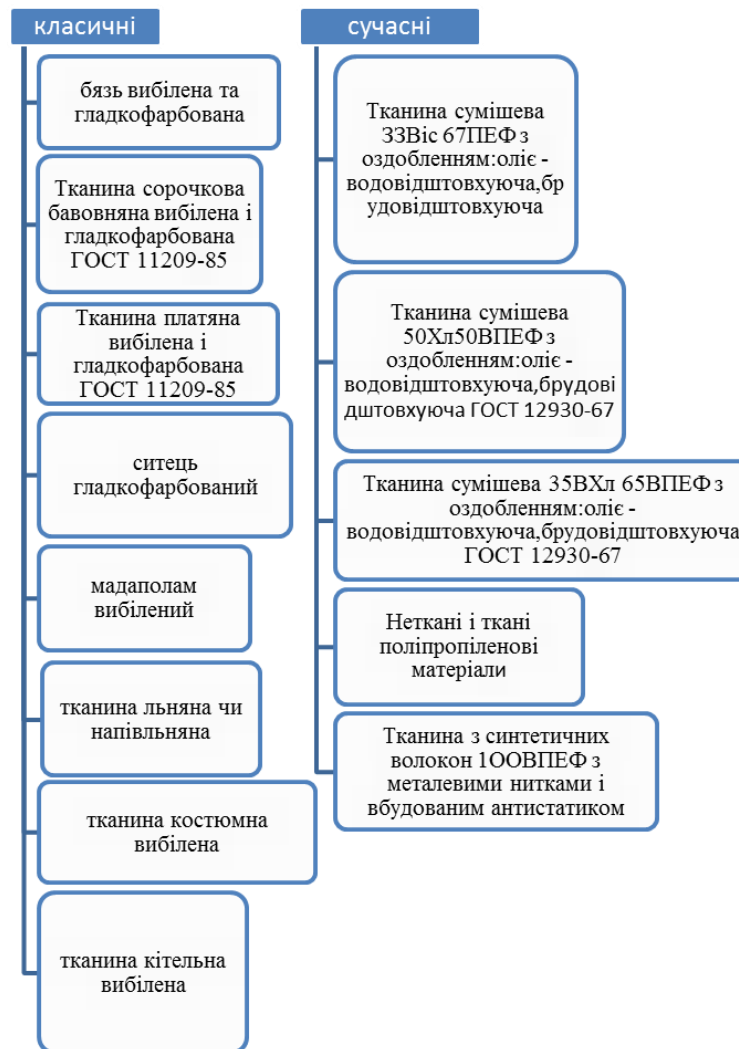 класичні
бязь вибілена та
гладкофарбована
Тканина сорочкова
бавовняна вибілена і
гладкофарбована
ГОСТ 11209-85
Тканина платяна
вибілена і
гладкофарбована
ГОСТ 11209-85
ситець
гладкофарбований
мадаполам
вибілений
тканина льняна чи
напівльняна
тканина костюмна
вибілена
тканина кітельна
вибілена
сучасні
Тканина сумішева
33Віс 67ПЕФ з
оздобленням:оліє -
водовідштовхуюча,бр
удовідштовхуюча
Тканина сумішева
50Хл50ВПЕФ з
оздобленням:оліє -
водовідштовхуюча,брудові
дштовхуюча ГОСТ 12930-67
Тканина сумішева 35ВХл 65ВПЕФ з
оздобленням:оліє -
водовідштовхуюча,брудовідштовхуюча
ГОСТ 12930-67
Неткані і ткані
поліпропіленові
матеріали
Тканина з синтетичних
волокон 1ООВПЕФ з
металевими нитками і
вбудованим антистатиком